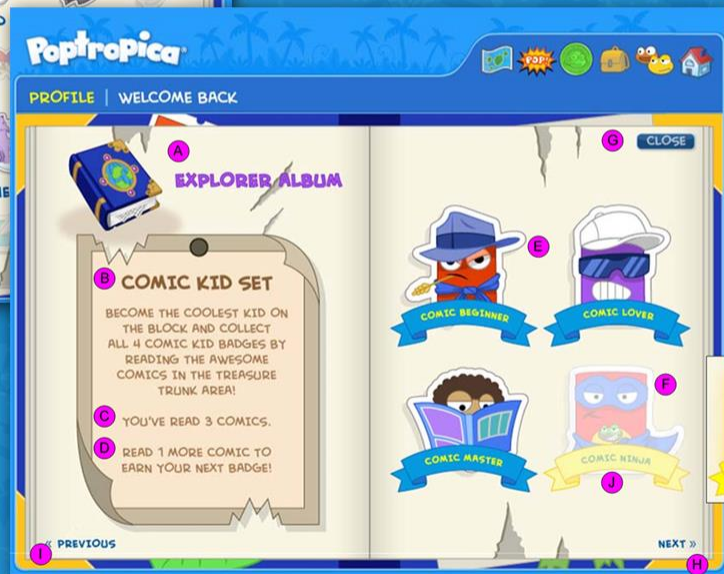 Poptropica
POP!
PROFILE | WELCOME BACK
A
G
CLOSE
EXPLORER ALBUM
E
B
COMIC KID SET
BECOME THE COOLEST KID ON
THE BLOCK AND COLLECT
ALL 4 COMIC KID BADGES BY
READING THE AWESOME
COMICS IN THE TREASURE
TRUNK AREA!
C
YOU'VE READ 3 COMICS.
D
READ 1 MORE COMIC TO
EARN YOUR NEXT BADGE!
COMIC BEGINNER
COMIC LOVER
F
COMIC MASTER
COMIC NINJA
J
I
« PREVIOUS
NEXT »
H